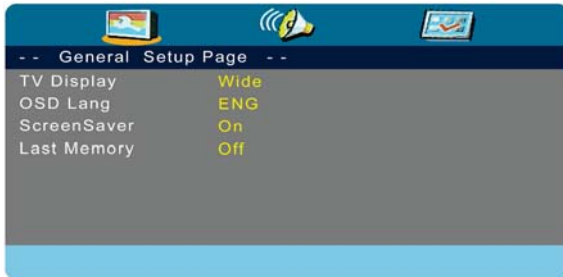 -- General Setup Page --
TV Display Wide
OSD Lang ENG
ScreenSaver On
Last Memory Off